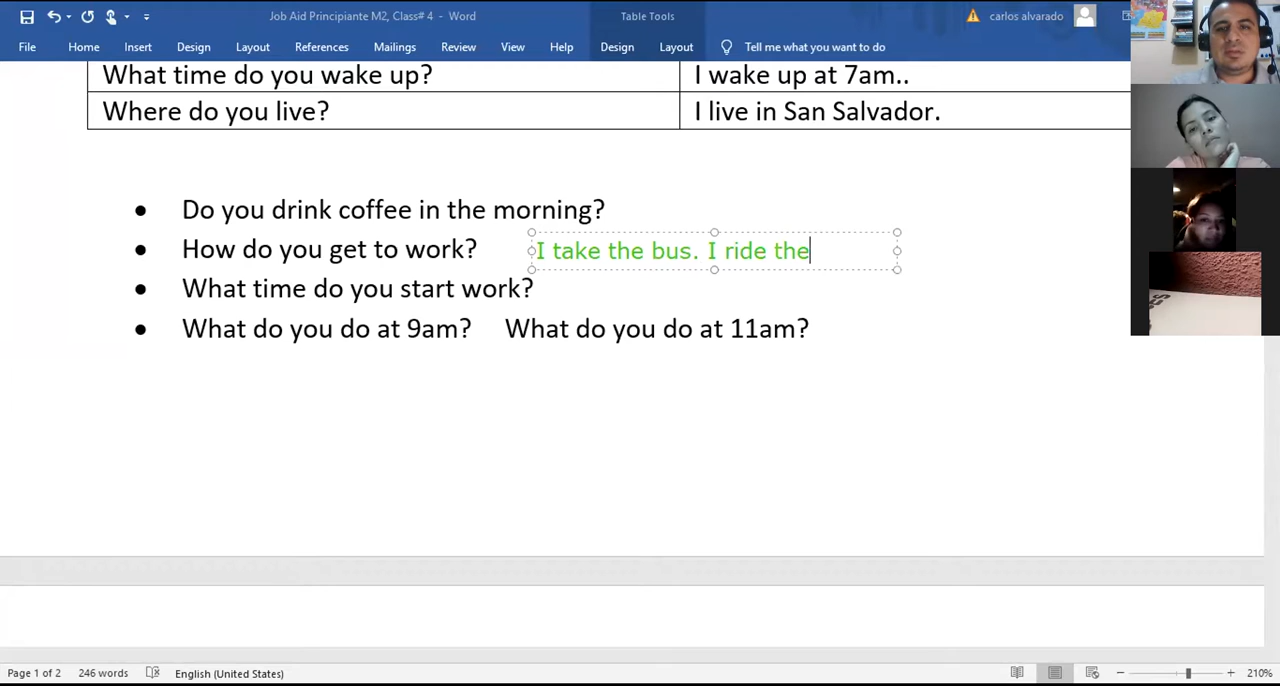 Job Aid Principiante M2, Class# 4 - Word
Table Tools
carlos alvarado
File Home Insert Design Layout References Mailings Review View Help Design Layout Tell me what you want to do
What time do you wake up? I wake up at 7am..
Where do you live? I live in San Salvador.
• Do you drink coffee in the morning?
• How do you get to work? I take the bus. I ride the
• What time do you start work?
• What do you do at 9am? What do you do at 11am?
Page 1 of 2 246 words English (United States) 210%